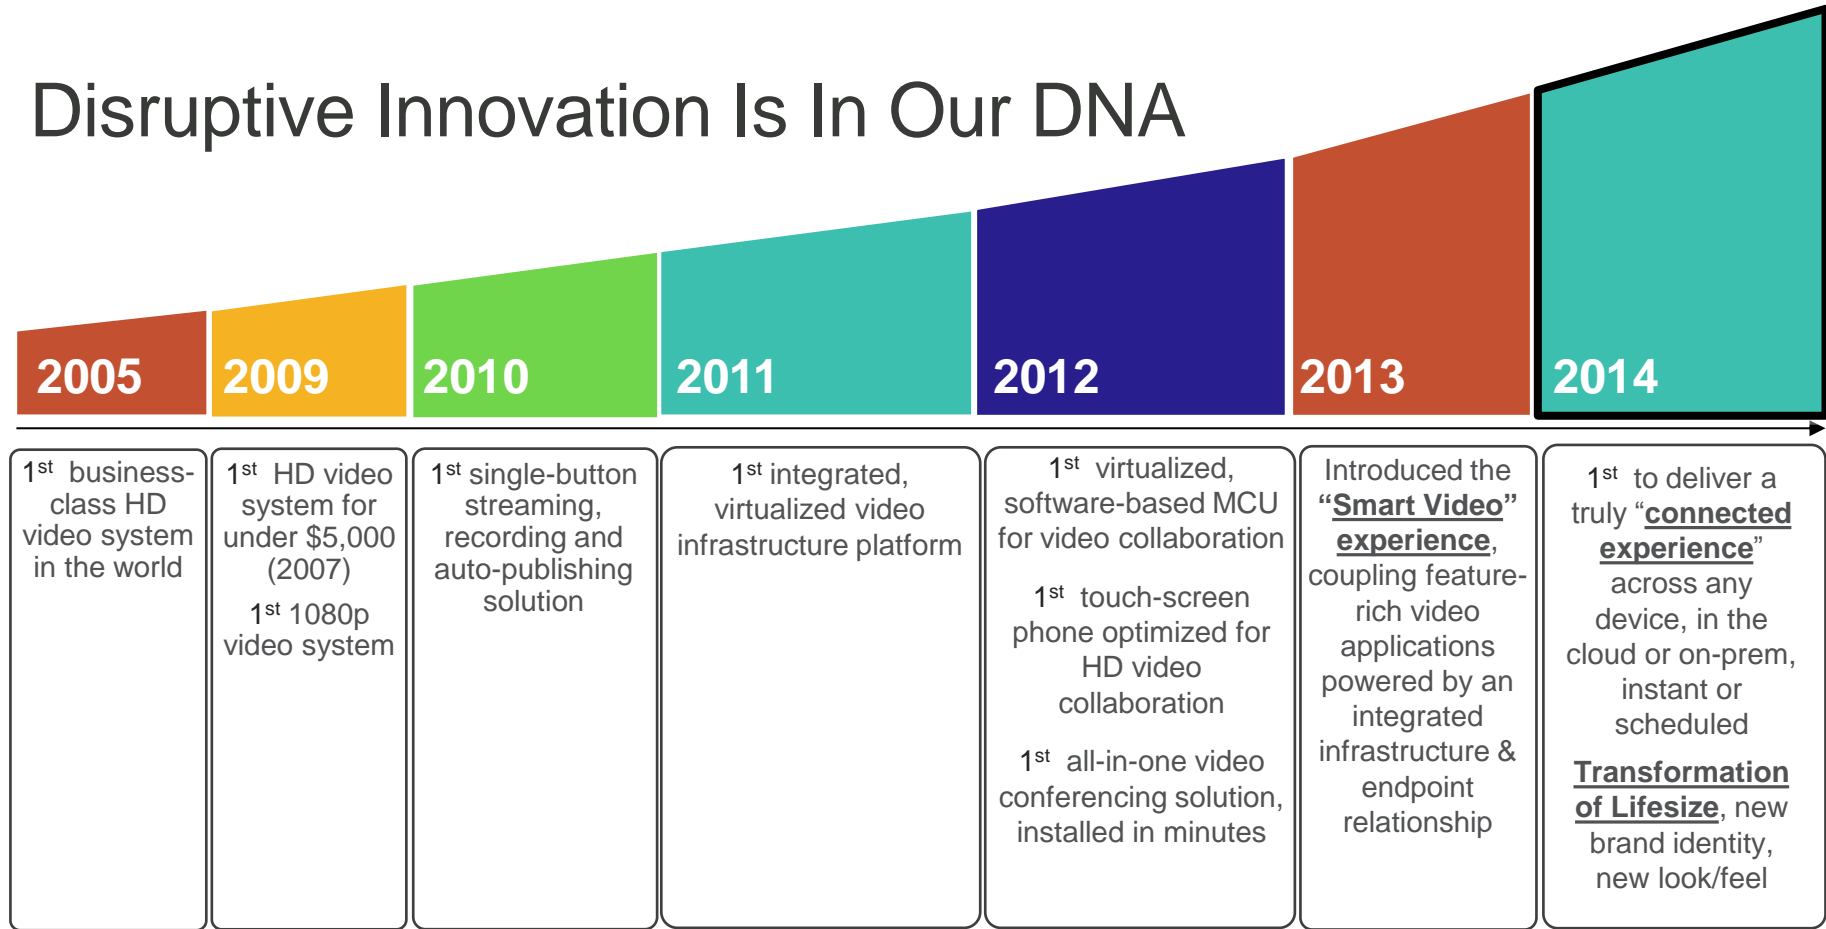 Disruptive Innovation Is In Our DNA
2005
2009
2010
2011
2012
2013
2014
1st business-
class HD
video system
in the world
1st HD video
system for
under $5,000
(2007)
1st 1080p
video system
1st single-button
streaming,
recording and
auto-publishing
solution
1st integrated,
virtualized video
infrastructure platform
1st virtualized,
software-based MCU
for video collaboration
1st touch-screen
phone optimized for
HD video
collaboration
1st all-in-one video
conferencing solution,
installed in minutes
Introduced the
“Smart Video”
experience,
coupling feature-
rich video
applications
powered by an
integrated
infrastructure &
endpoint
relationship
1st to deliver a
truly “connected
experience”
across any
device, in the
cloud or on-prem,
instant or
scheduled
Transformation
of Lifesize, new
brand identity,
new look/feel